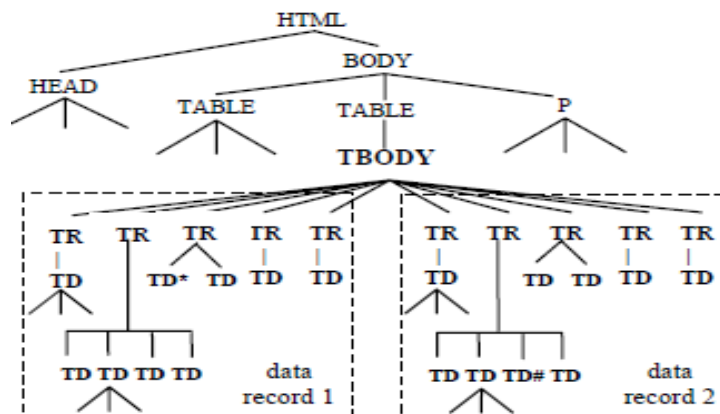 HTML
BODY
HEAD
TABLE TABLE P
TBODY
TR TR TR TR TR TR TR TR TR TR
TD TD* TD TD TD TD TD TD TD TD
TD TD TD TD data TD TD TD# TD data
record 1 record 2